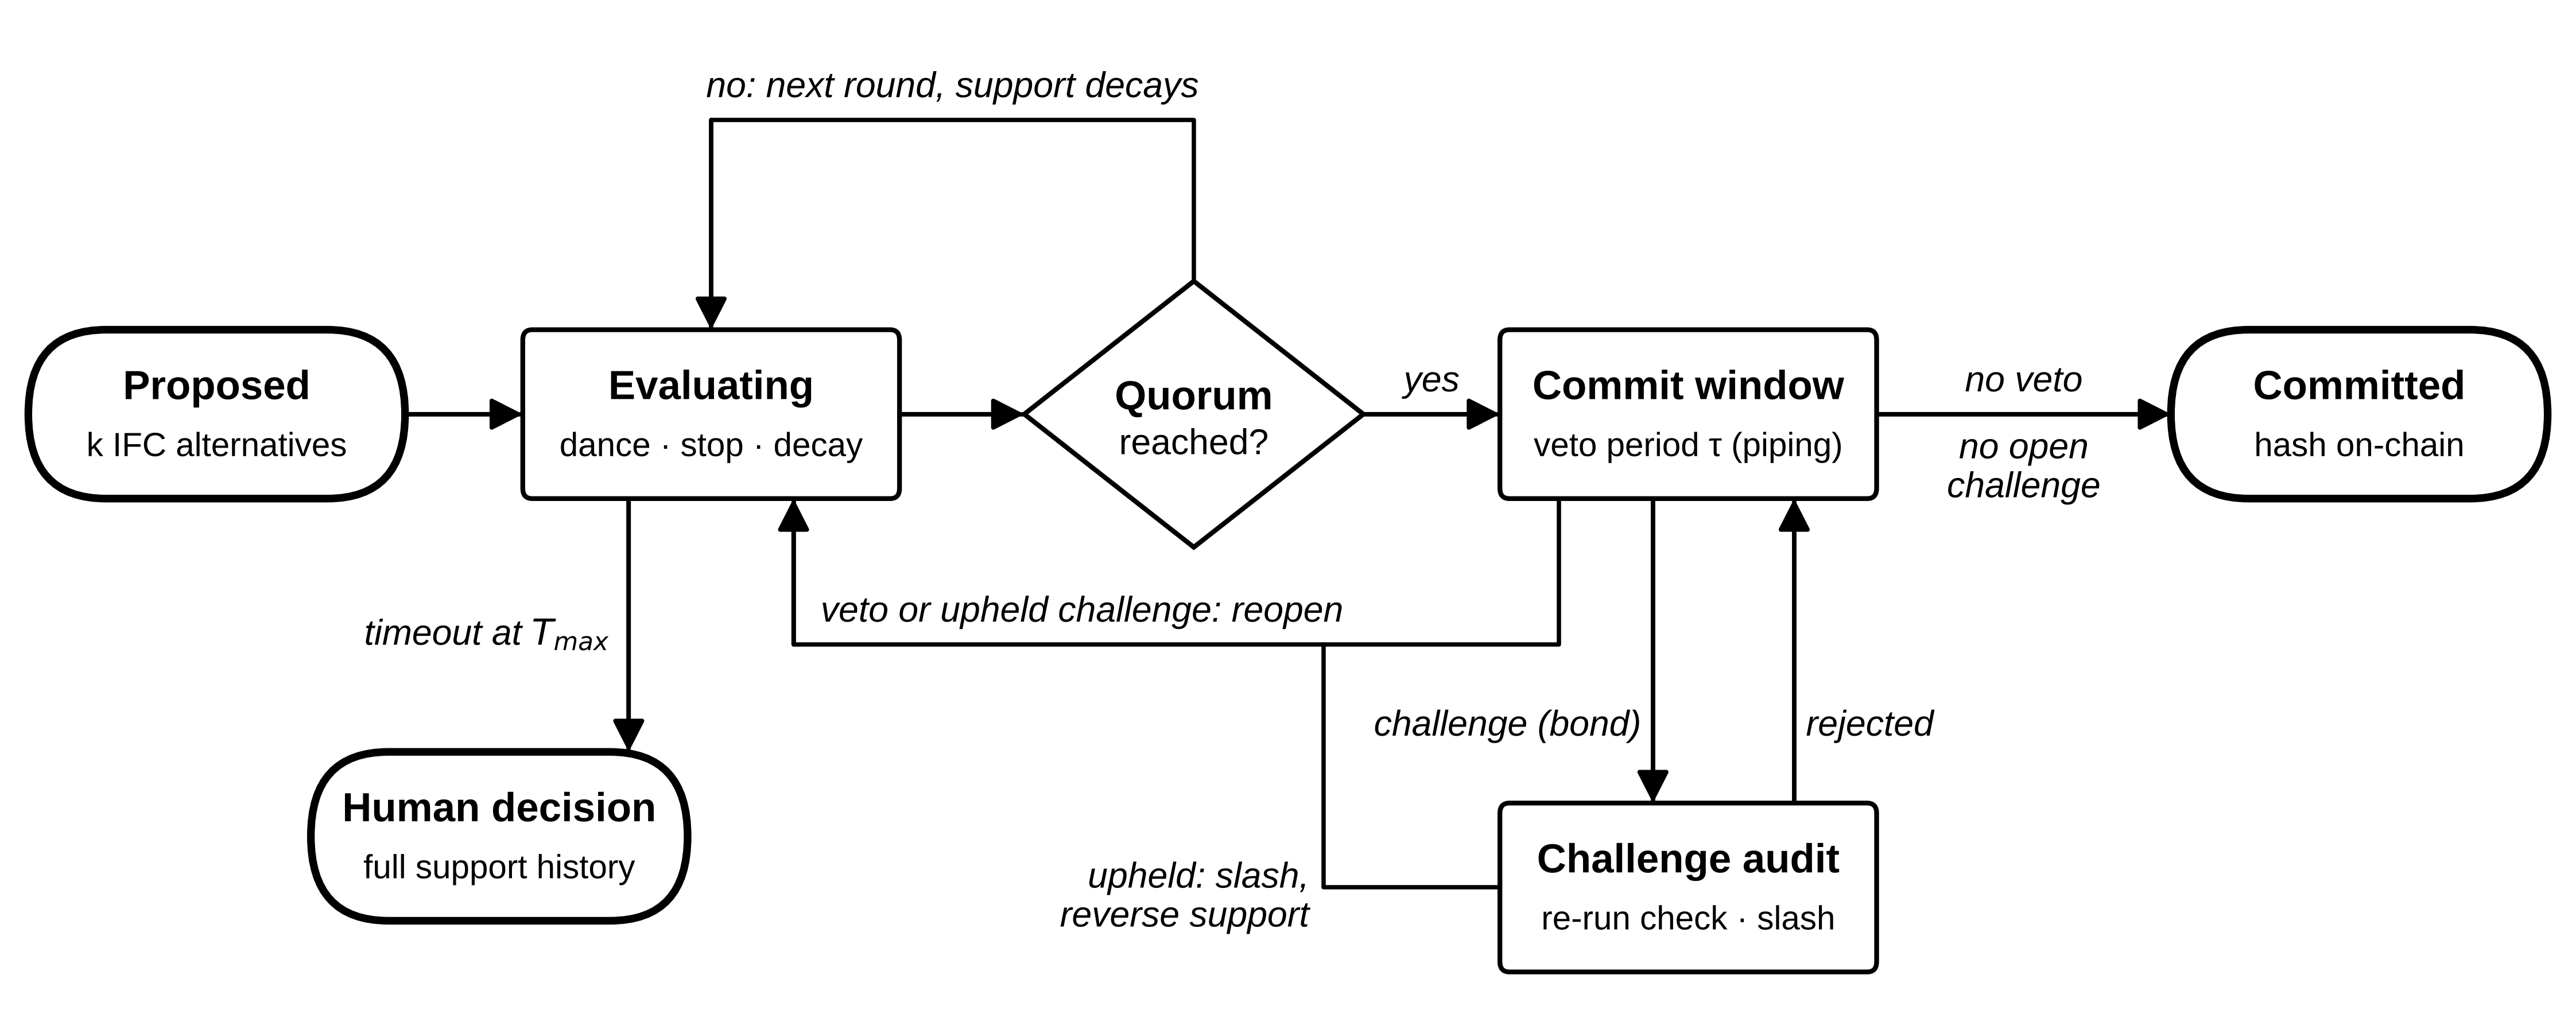 no: next round, support decays
Proposed
k IFC alternatives
Evaluating
dance · stop · decay
Quorum
reached?
yes
Commit window
veto period τ (piping)
no veto
no open
challenge
Committed
hash on-chain
veto or upheld challenge: reopen
timeout at Tmax
challenge (bond)
rejected
Human decision
full support history
upheld: slash,
reverse support
Challenge audit
re-run check · slash